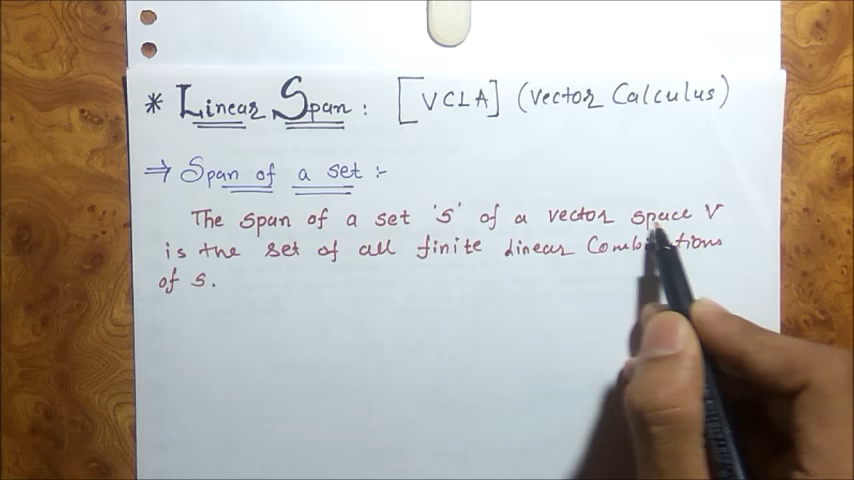 * Linear Span : [VCLA] (Vector Calculus)
⇒ Span of a set :-
The span of a set 's' of a vector space V
is the set of all finite Linear Combinations
of s.